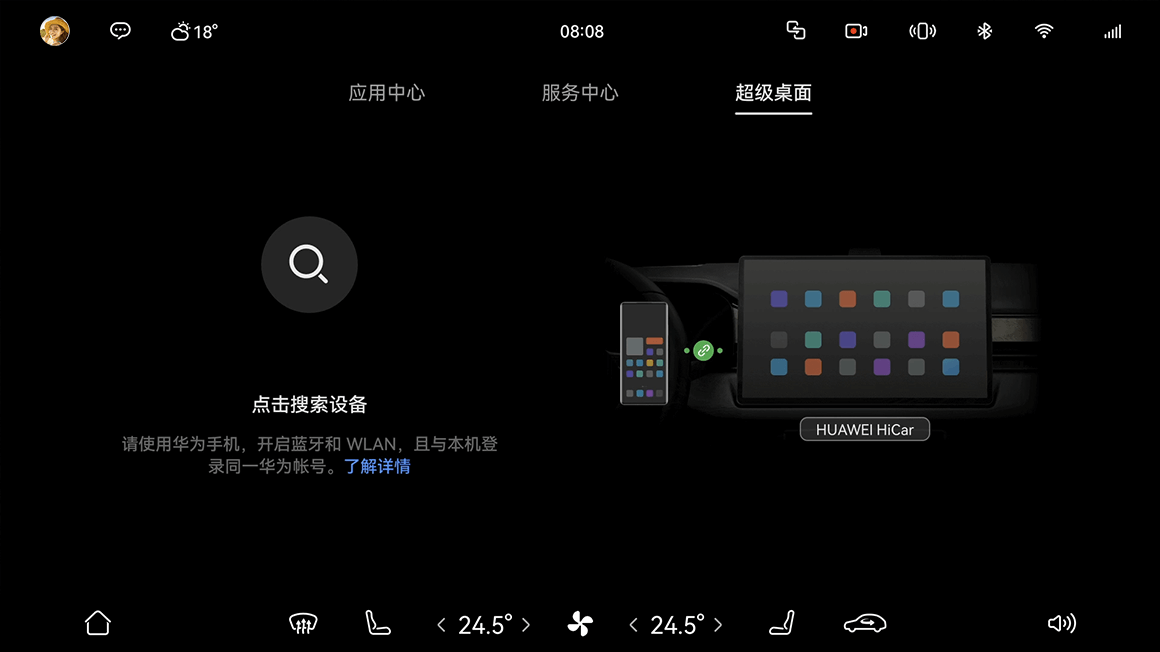 18°
08:08
应用中心
服务中心
超级桌面
点击搜索设备
请使用华为手机，开启蓝牙和 WLAN，且与本机登
录同一华为帐号。了解详情
HUAWEI HiCar
24.5°
24.5°